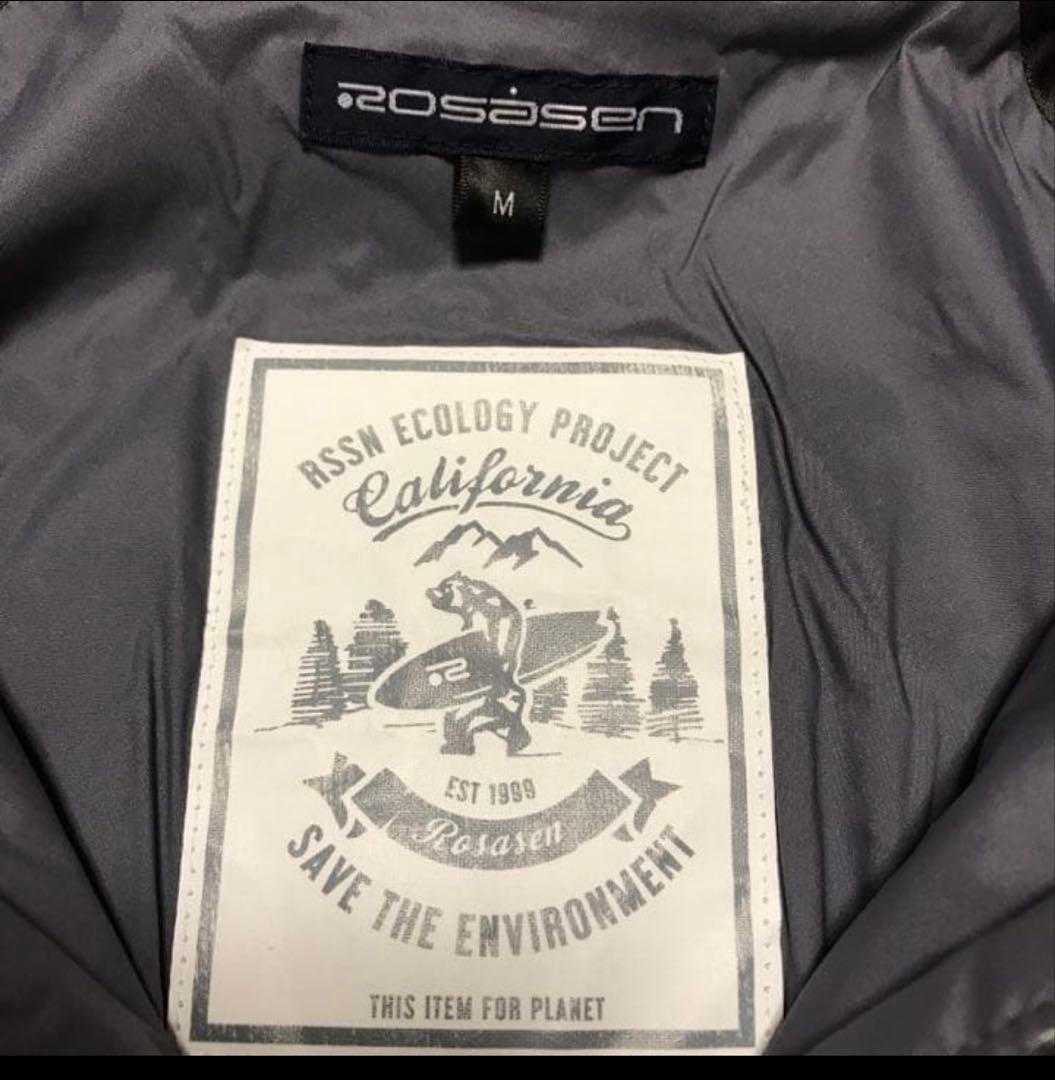 ROSASEN
M
RSSN ECOLOGY PROJECT
California
R
EST 1999
Rosasen
SAVE THE ENVIRONMENT
THIS ITEM FOR PLANET